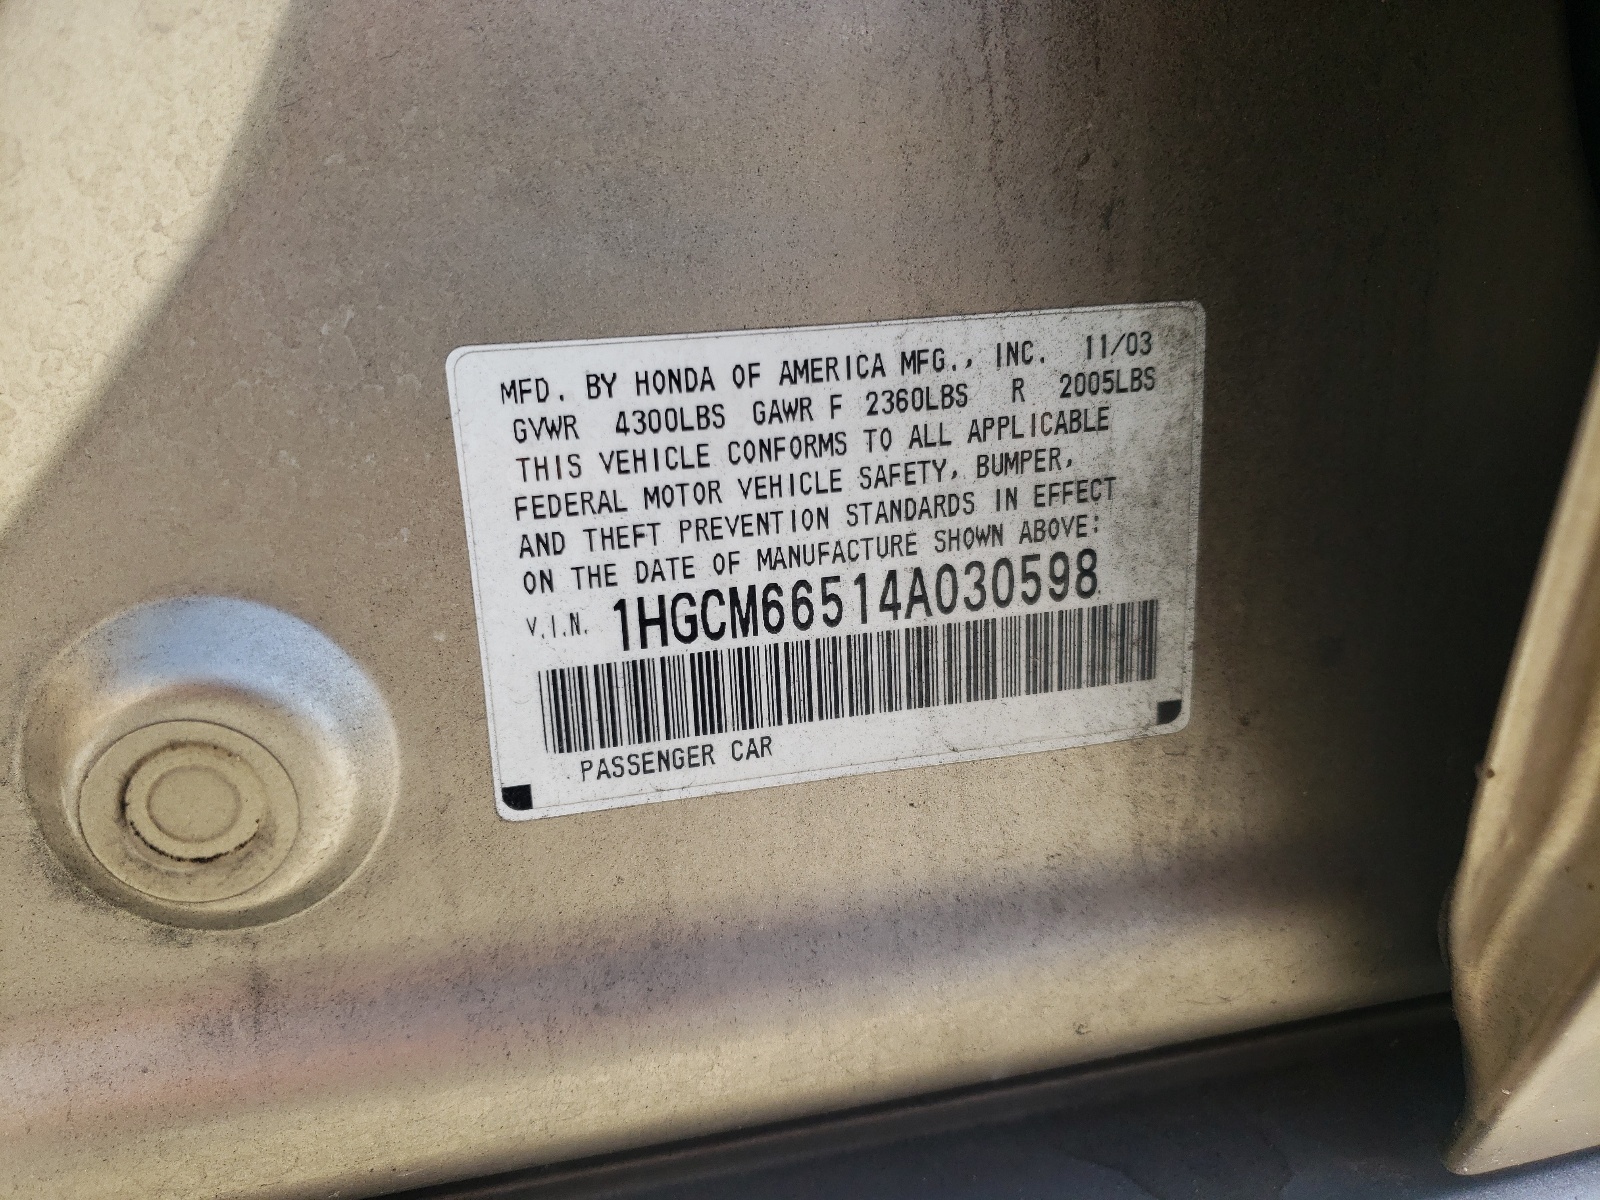 MFD. BY HONDA OF AMERICA MFG., INC. 11/03
GVWR 4300LBS GAWR F 2360LBS R 2005LBS
THIS VEHICLE CONFORMS TO ALL APPLICABLE
FEDERAL MOTOR VEHICLE SAFETY, BUMPER,
AND THEFT PREVENTION STANDARDS IN EFFECT
ON THE DATE OF MANUFACTURE SHOWN ABOVE:
V.I.N. 1HGCM66514A030598
PASSENGER CAR